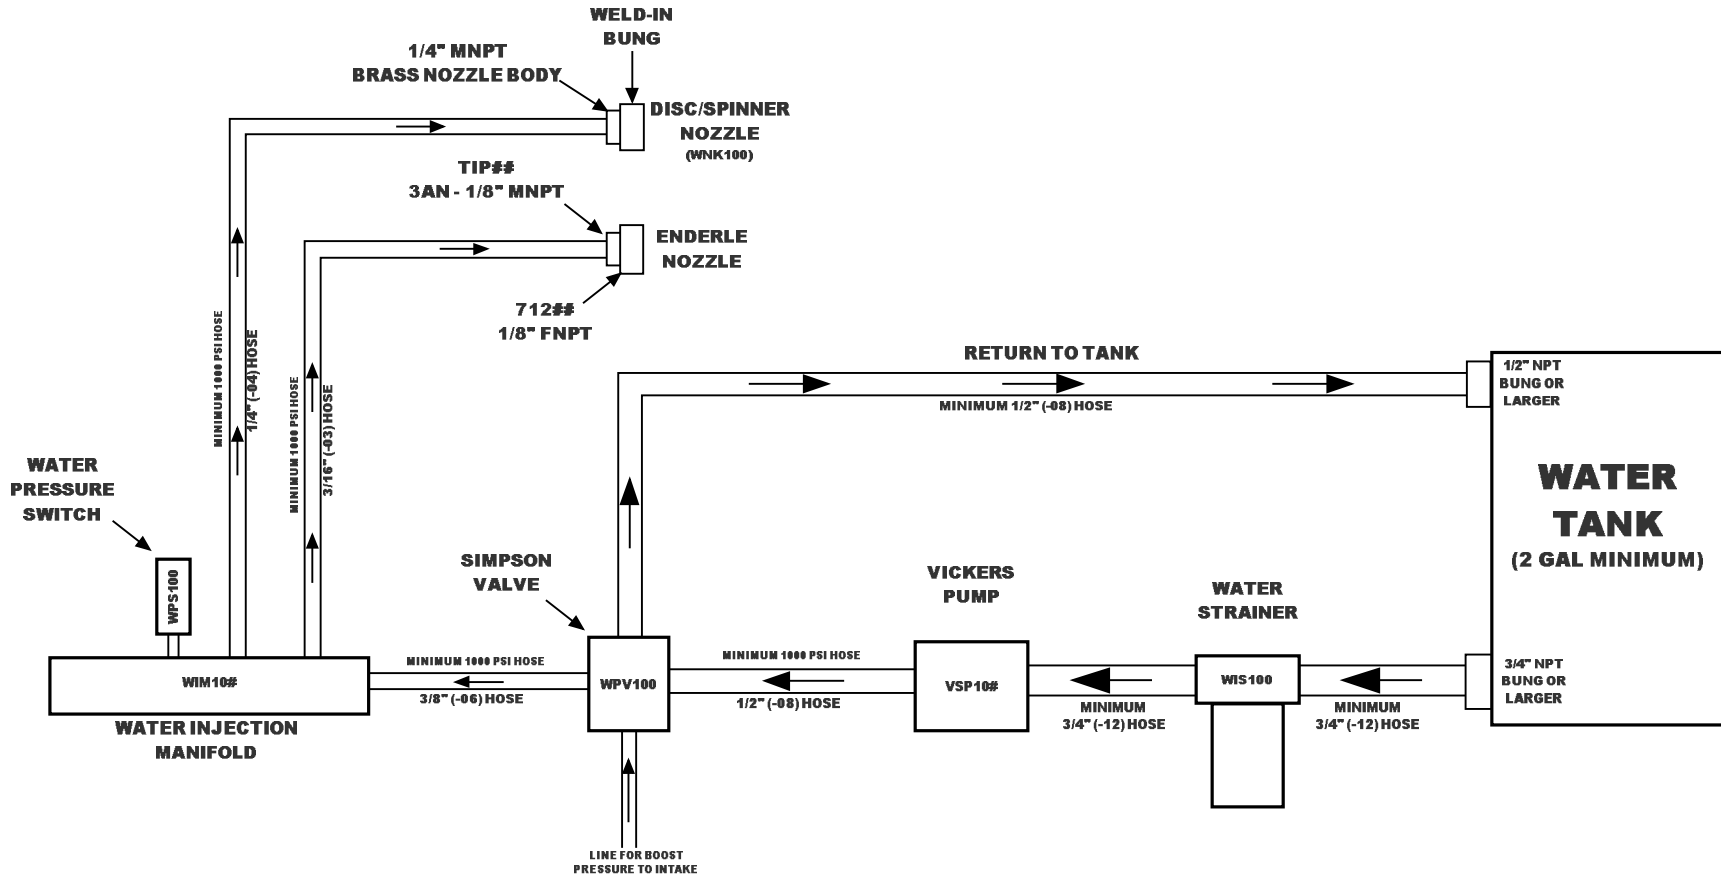 WELD-IN
BUNG
1/4" MNPT
BRASS NOZZLE BODY
DISC/SPINNER
NOZZLE
(WNK100)
TIP##
3AN - 1/8" MNPT
ENDERLE
NOZZLE
712##
1/8" FNPT
MINIMUM 1000 PSI HOSE
1/4" (-04) HOSE
MINIMUM 1000 PSI HOSE
3/16" (-03) HOSE
RETURN TO TANK
MINIMUM 1/2" (-08) HOSE
1/2" NPT
BUNG OR
LARGER
WATER
TANK
(2 GAL MINIMUM)
WATER
PRESSURE
SWITCH
WPS100
SIMPSON
VALVE
VICKERS
PUMP
WATER
STRAINER
WIM10#
MINIMUM 1000 PSI HOSE
3/8" (-06) HOSE
WPV100
MINIMUM 1000 PSI HOSE
1/2" (-08) HOSE
VSP10#
MINIMUM
3/4" (-12) HOSE
WIS100
MINIMUM
3/4" (-12) HOSE
3/4" NPT
BUNG OR
LARGER
WATER INJECTION
MANIFOLD
LINE FOR BOOST
PRESSURE TO INTAKE